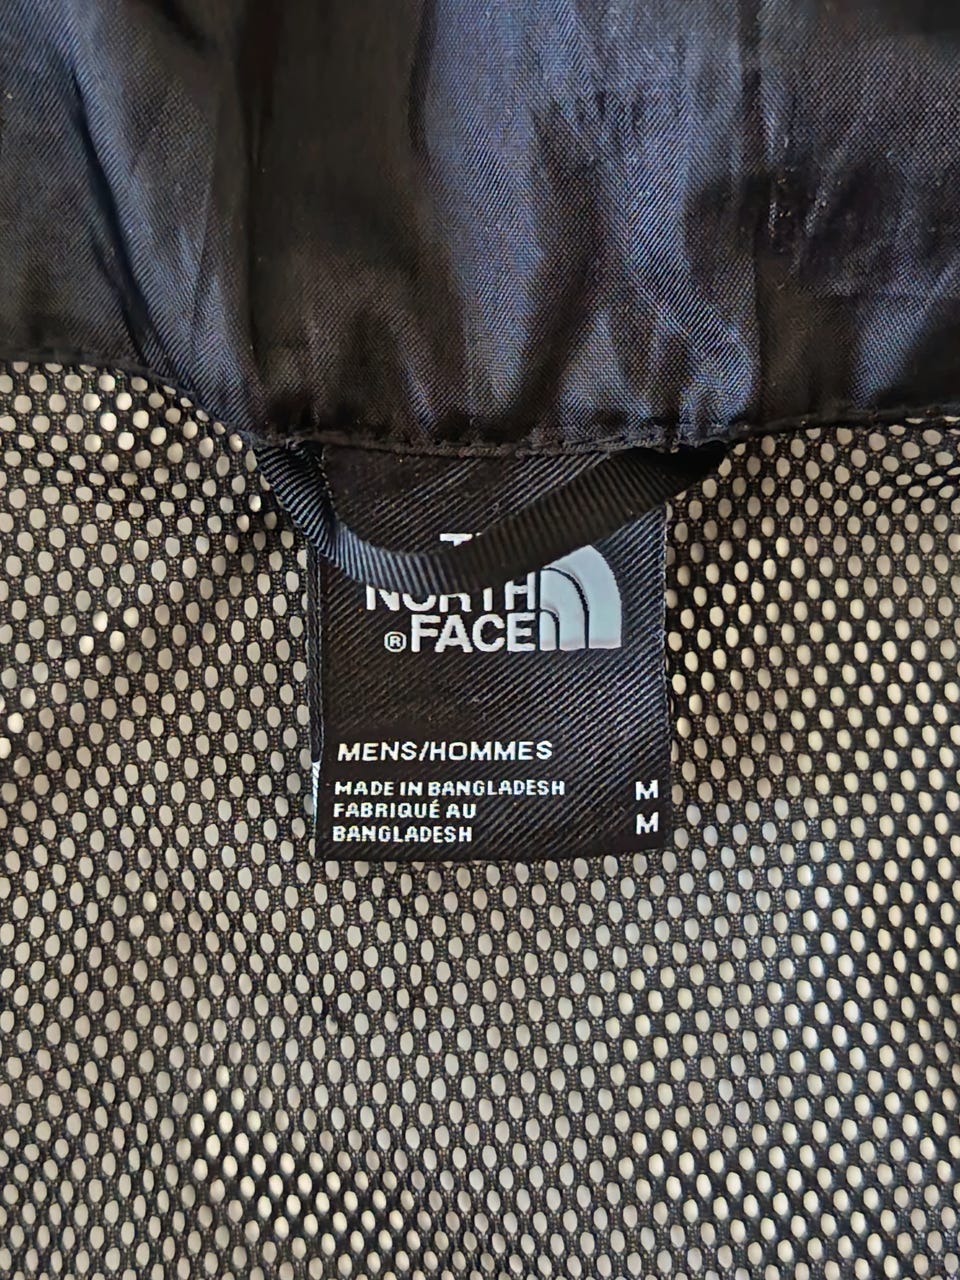 NORTH
®FACE
MENS/HOMMES
MADE IN BANGLADESH M
FABRIQUÉ AU
BANGLADESH M